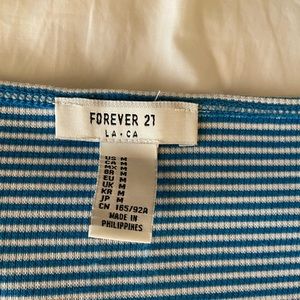 FOREVER 21
LA • CA
US M
CA M
MX M
BR M
EU M
UK M
KR M
JP M
CN 165/92A
MADE IN
PHILIPPINES